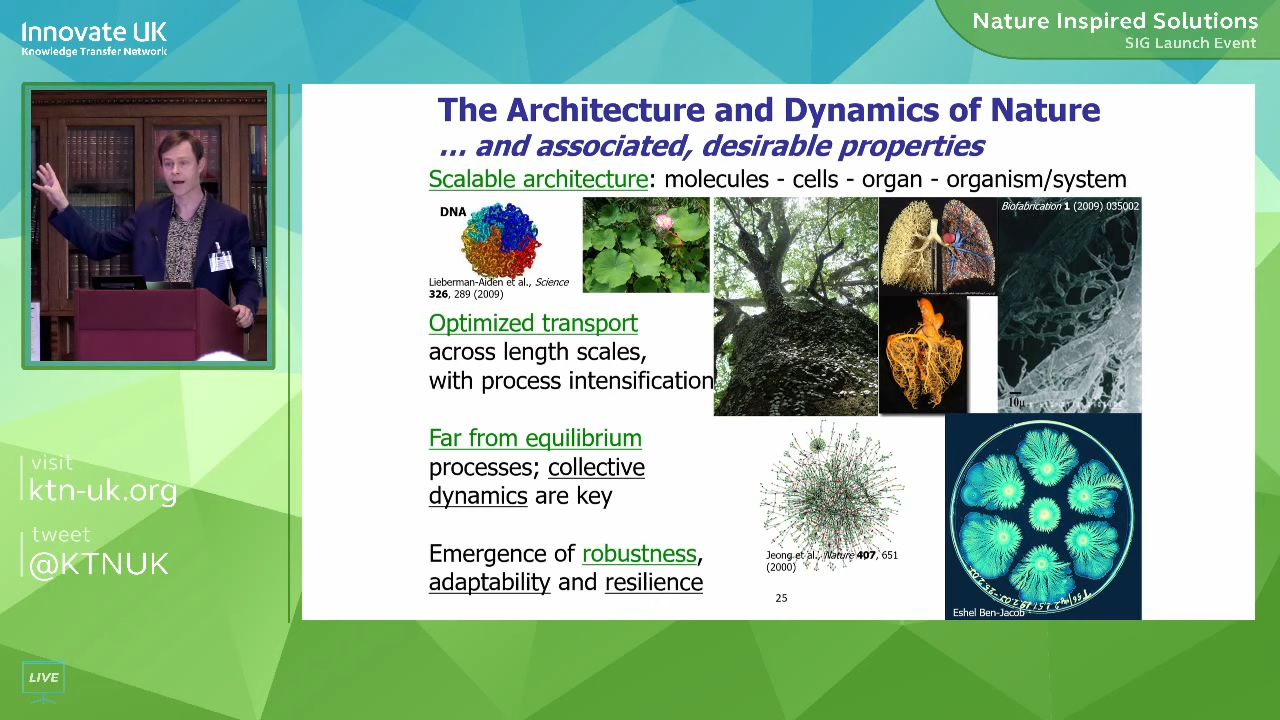 Innovate UK
Knowledge Transfer Network
Nature Inspired Solutions
SIG Launch Event
The Architecture and Dynamics of Nature
... and associated, desirable properties
Scalable architecture: molecules - cells - organ - organism/system
DNA
Biofabrication 1 (2009) 035002
Lieberman-Aiden et al., Science
326, 289 (2009)
Optimized transport
across length scales,
with process intensification
10µ
Far from equilibrium
processes; collective
dynamics are key
visit
ktn-uk.org
tweet
@KTNUK
Emergence of robustness,
adaptability and resilience
Jeong et al., Nature 407, 651
(2000)
25
Eshel Ben-Jacob
LIVE